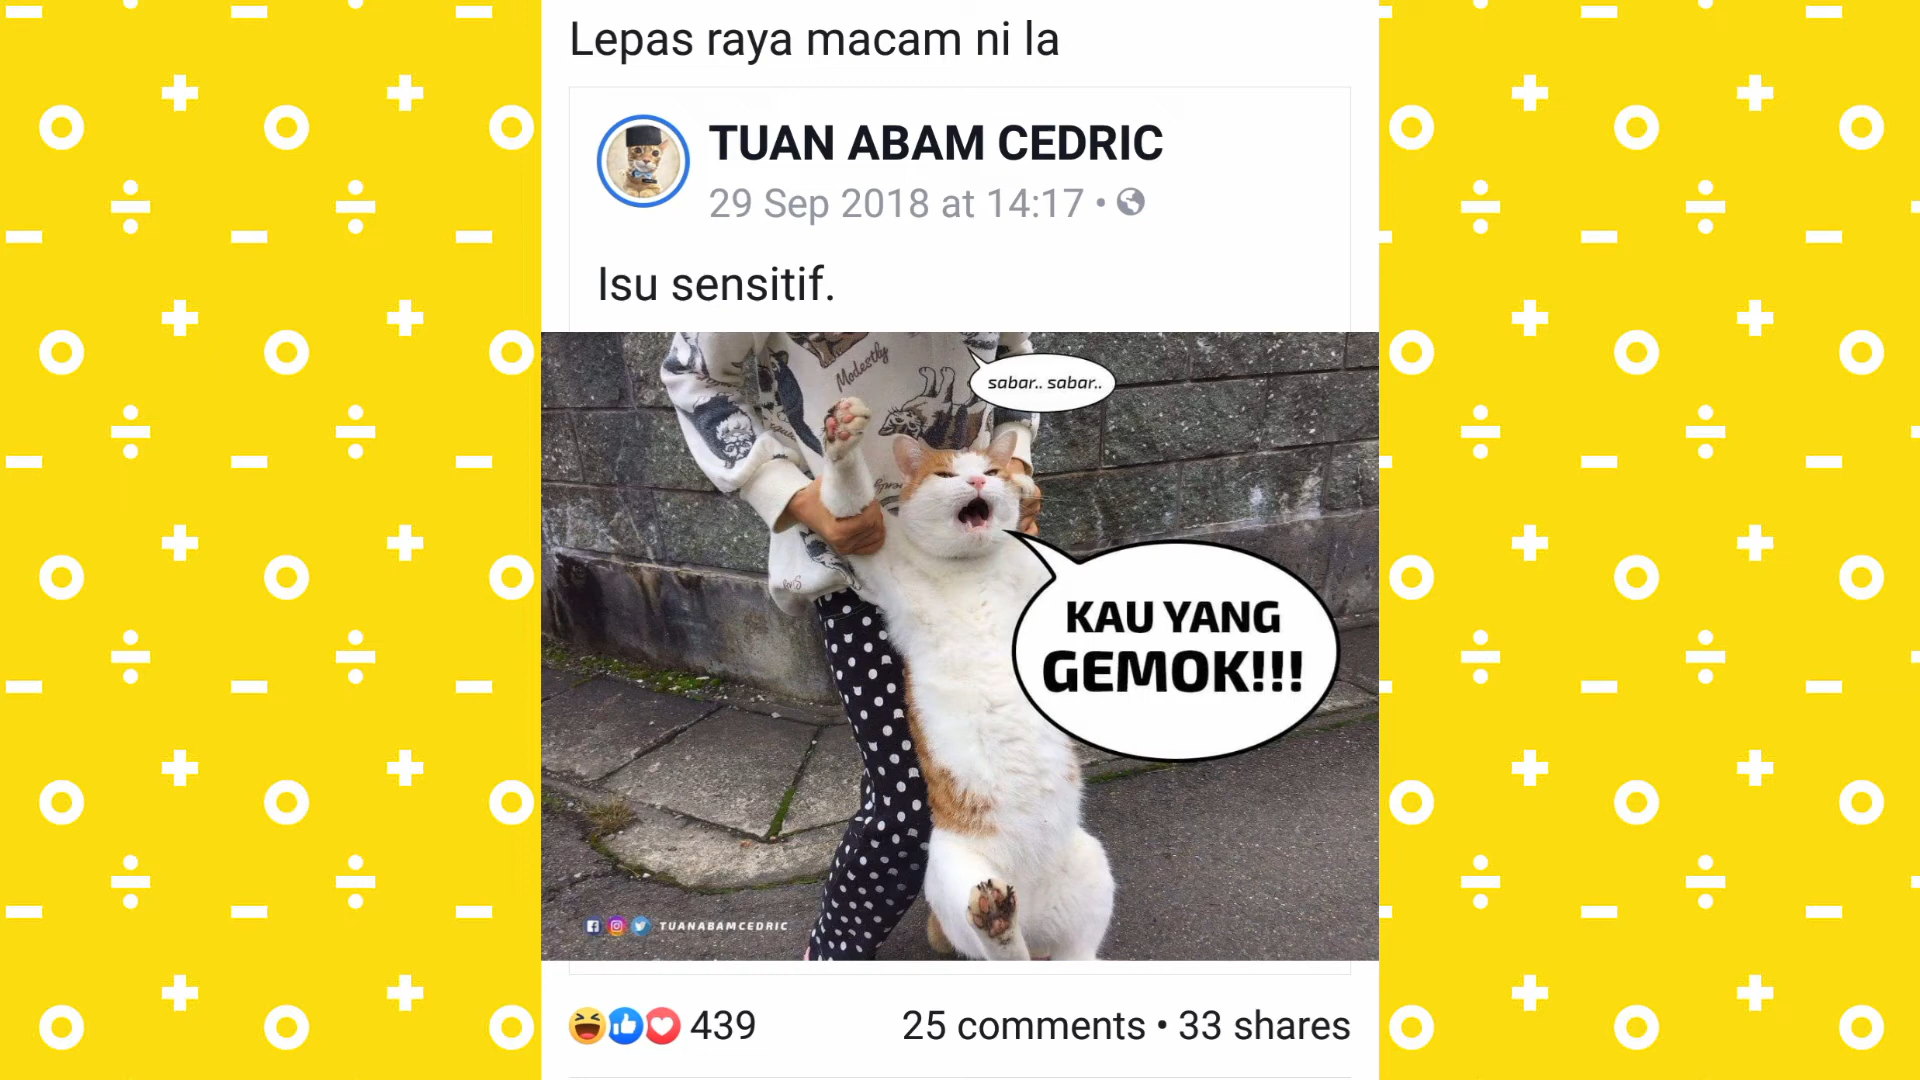 Lepas raya macam ni la
TUAN ABAM CEDRIC
29 Sep 2018 at 14:17 •
Isu sensitif.
Modestly
sabar.. sabar..
KAU YANG
GEMOK!!!
TUANABAMCEDRIC
439
25 comments • 33 shares